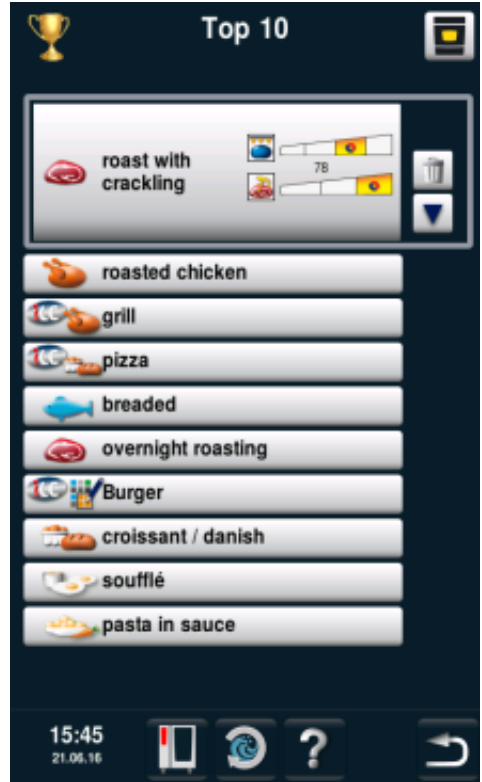 Top 10
roast with
crackling
78
roasted chicken
grill
pizza
breaded
overnight roasting
Burger
croissant / danish
soufflé
pasta in sauce
15:45
?
21.06.16